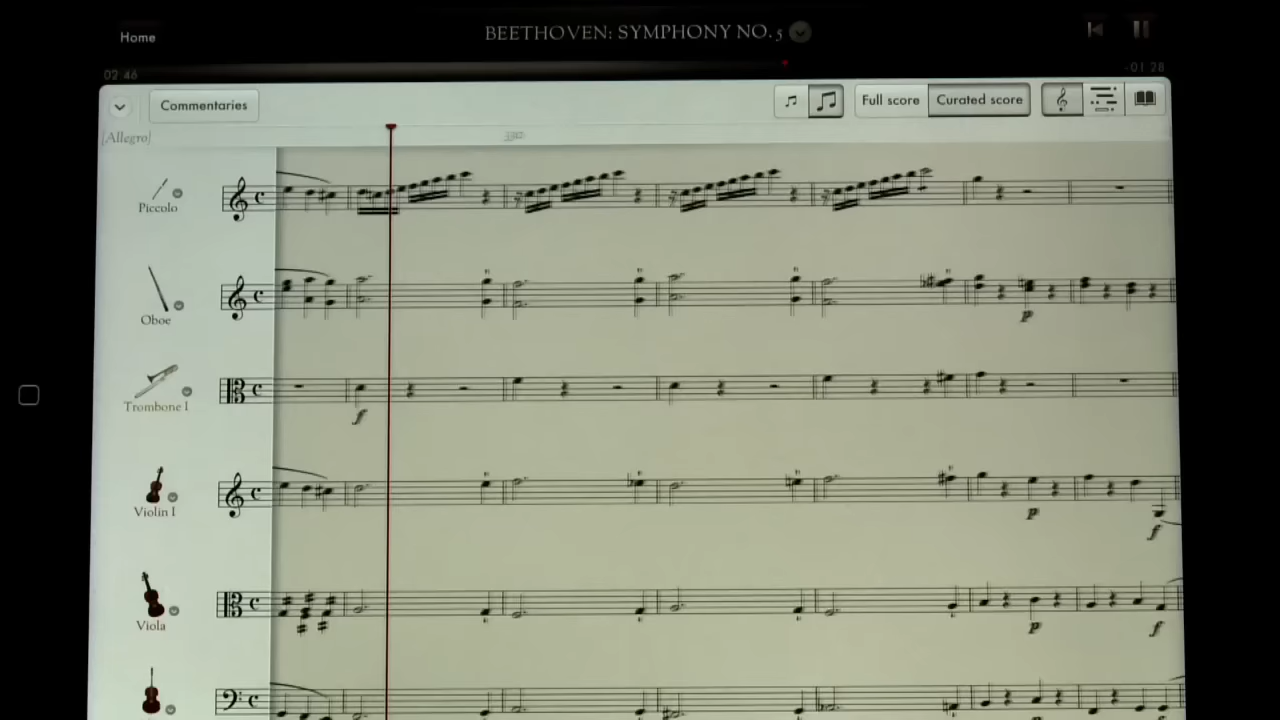 Home
BEETHOVEN: SYMPHONY NO. 5
02:46
-01:28
Commentaries
Full score
Curated score
[Allegro]
Piccolo
Oboe
p
Trombone I
f
Violin I
p
f
Viola
p
f